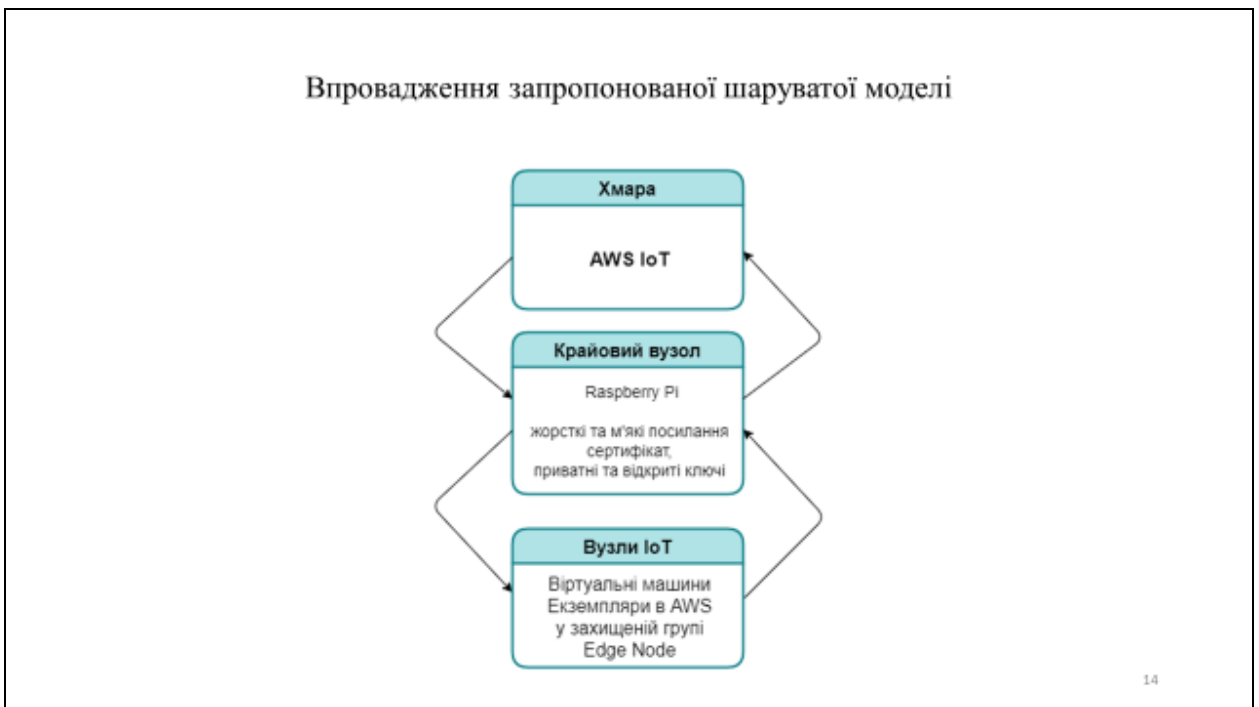 Впровадження запропонованої шаруватої моделі
Хмара
AWS IoT
Крайовий вузол
Raspberry Pi
жорсткі та м'які посилання
сертифікат,
приватні та відкриті ключі
Вузли IoT
Віртуальні машини
Екземпляри в AWS
у захищеній групі
Edge Node
14